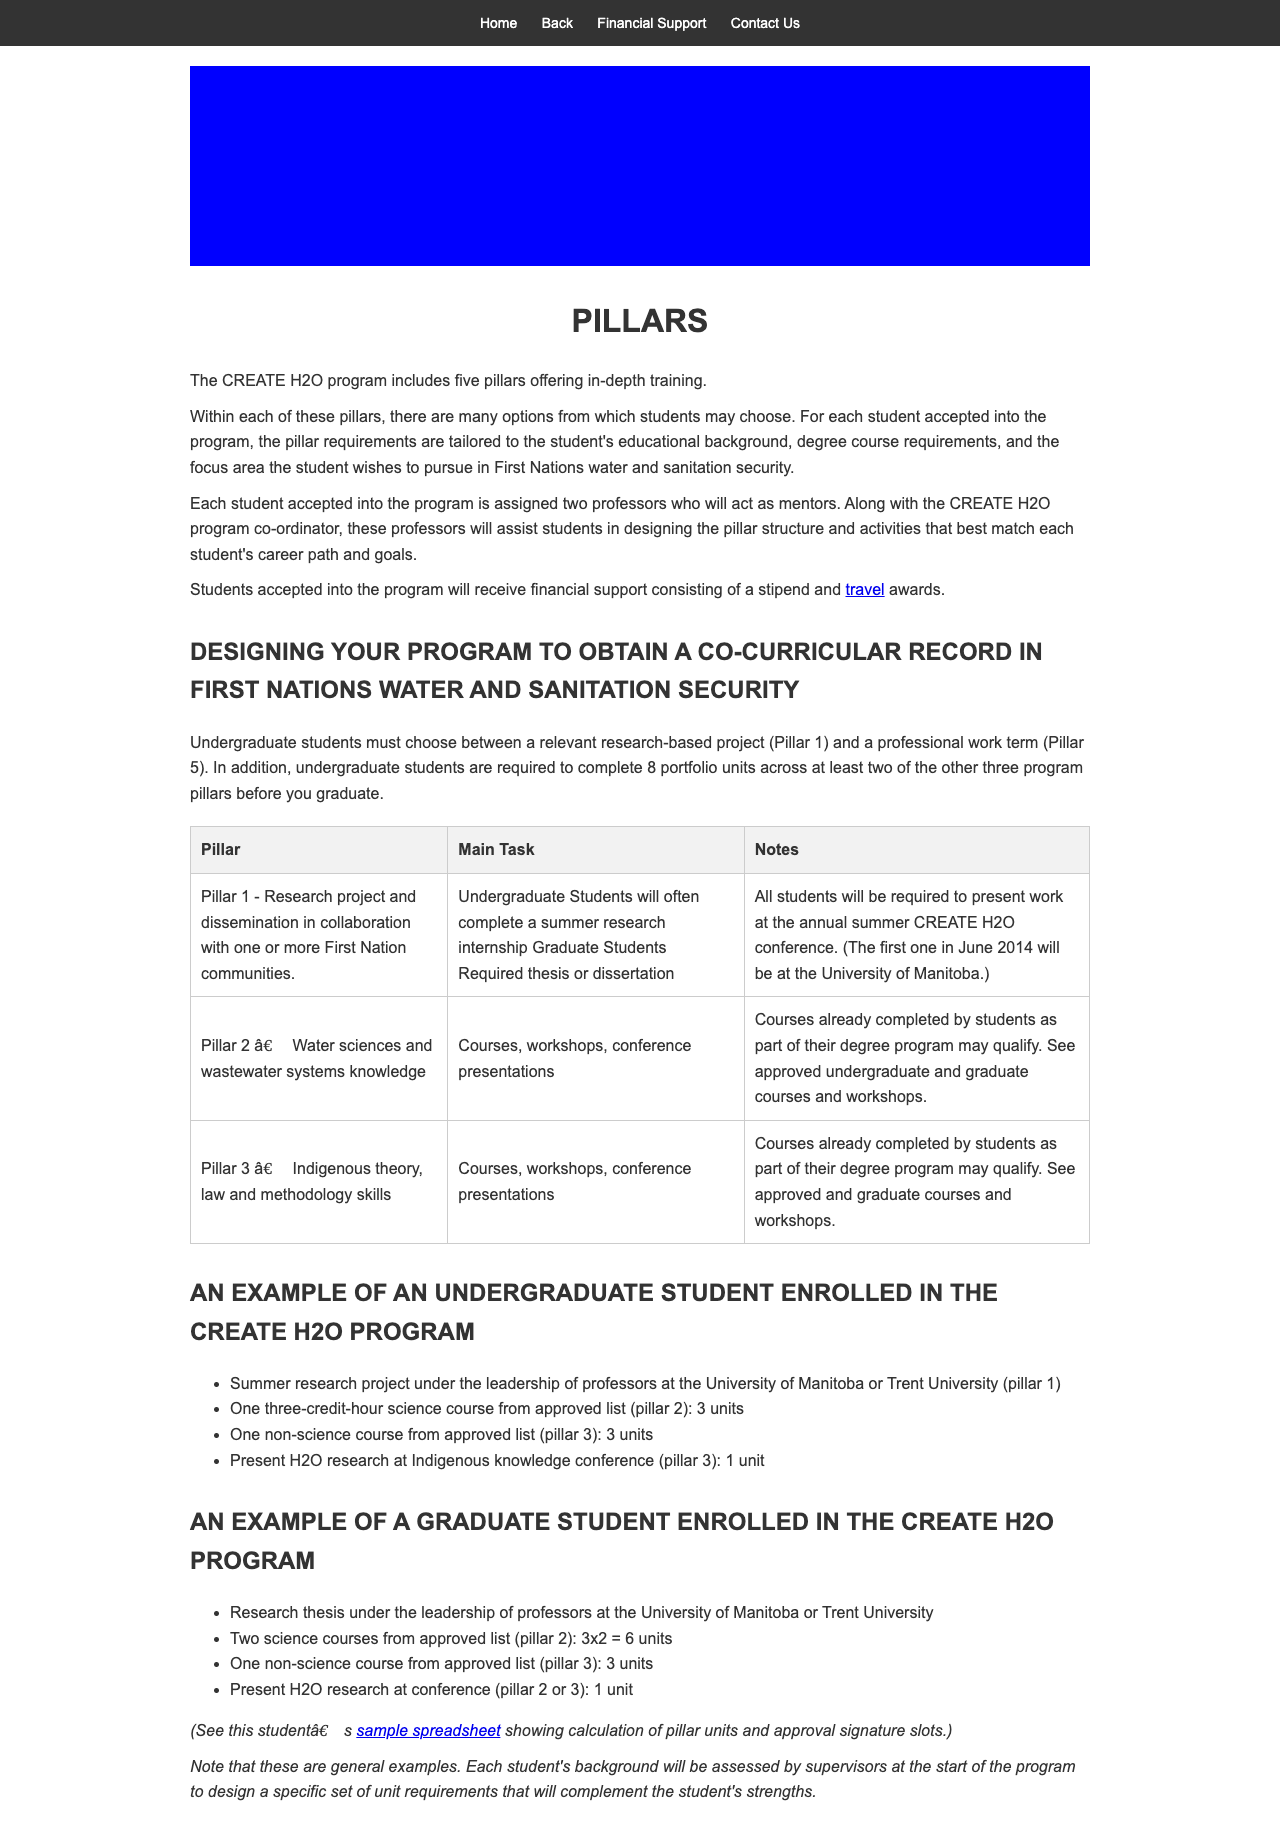 Home Back Financial Support Contact Us
PILLARS
The CREATE H2O program includes five pillars offering in-depth training.
Within each of these pillars, there are many options from which students may choose. For each student accepted into the
program, the pillar requirements are tailored to the student's educational background, degree course requirements, and the
focus area the student wishes to pursue in First Nations water and sanitation security.
Each student accepted into the program is assigned two professors who will act as mentors. Along with the CREATE H2O
program co-ordinator, these professors will assist students in designing the pillar structure and activities that best match each
student's career path and goals.
Students accepted into the program will receive financial support consisting of a stipend and travel awards.
DESIGNING YOUR PROGRAM TO OBTAIN A CO-CURRICULAR RECORD IN
FIRST NATIONS WATER AND SANITATION SECURITY
Undergraduate students must choose between a relevant research-based project (Pillar 1) and a professional work term (Pillar
5). In addition, undergraduate students are required to complete 8 portfolio units across at least two of the other three program
pillars before you graduate.
Pillar Main Task Notes
Pillar 1 - Research project and
dissemination in collaboration
with one or more First Nation
communities.
Undergraduate Students will often
complete a summer research
internship Graduate Students
Required thesis or dissertation
All students will be required to present work
at the annual summer CREATE H2O
conference. (The first one in June 2014 will
be at the University of Manitoba.)
Pillar 2 â€ Water sciences and
wastewater systems knowledge
Courses, workshops, conference
presentations
Courses already completed by students as
part of their degree program may qualify. See
approved undergraduate and graduate
courses and workshops.
Pillar 3 â€ Indigenous theory,
law and methodology skills
Courses, workshops, conference
presentations
Courses already completed by students as
part of their degree program may qualify. See
approved and graduate courses and
workshops.
AN EXAMPLE OF AN UNDERGRADUATE STUDENT ENROLLED IN THE
CREATE H2O PROGRAM
• Summer research project under the leadership of professors at the University of Manitoba or Trent University (pillar 1)
• One three-credit-hour science course from approved list (pillar 2): 3 units
• One non-science course from approved list (pillar 3): 3 units
• Present H2O research at Indigenous knowledge conference (pillar 3): 1 unit
AN EXAMPLE OF A GRADUATE STUDENT ENROLLED IN THE CREATE H2O
PROGRAM
• Research thesis under the leadership of professors at the University of Manitoba or Trent University
• Two science courses from approved list (pillar 2): 3x2 = 6 units
• One non-science course from approved list (pillar 3): 3 units
• Present H2O research at conference (pillar 2 or 3): 1 unit
(See this studentâ€ s sample spreadsheet showing calculation of pillar units and approval signature slots.)
Note that these are general examples. Each student's background will be assessed by supervisors at the start of the program
to design a specific set of unit requirements that will complement the student's strengths.